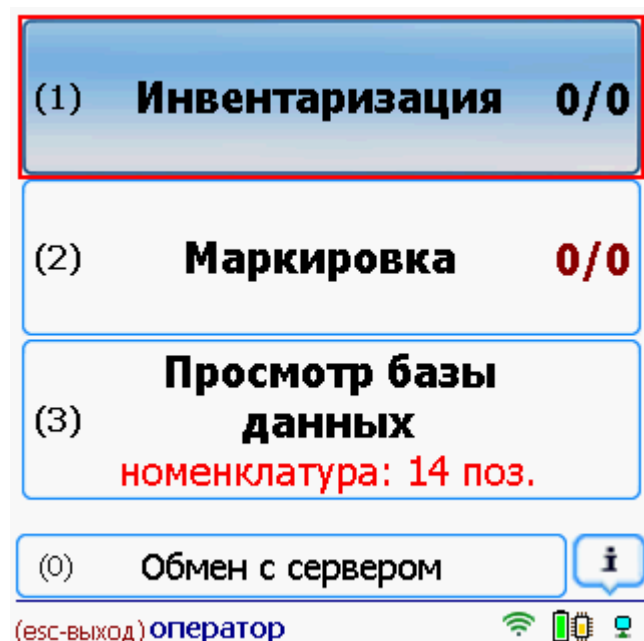 (1) Инвентаризация 0/0
(2) Маркировка 0/0
Просмотр базы
(3) данных
номенклатура: 14 поз.
(0) Обмен с сервером i
(esc-выход) оператор